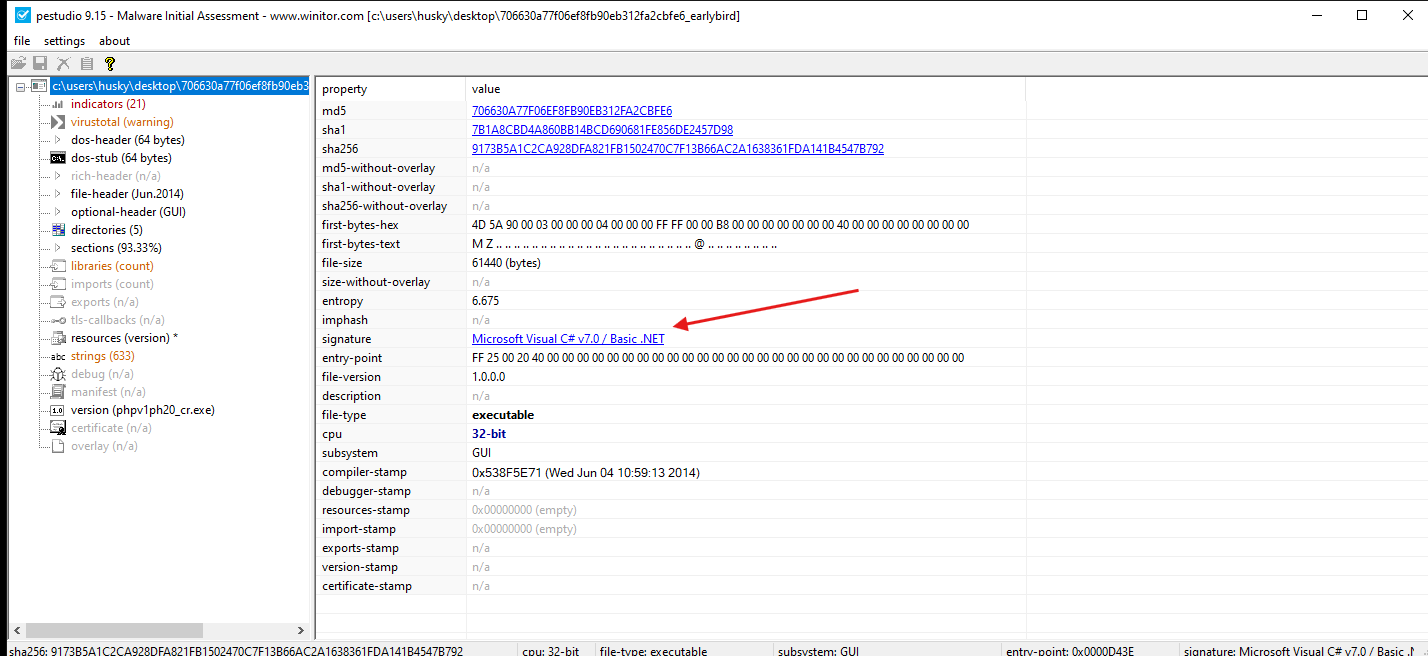 pestudio 9.15 - Malware Initial Assessment - www.winitor.com [c:\users\husky\desktop\706630a77f06ef8fb90eb312fa2cbfe6_earlybird]
file settings about
c:\users\husky\desktop\706630a77f06ef8fb90eb3
indicators (21)
virustotal (warning)
dos-header (64 bytes)
dos-stub (64 bytes)
rich-header (n/a)
file-header (Jun.2014)
optional-header (GUI)
directories (5)
sections (93.33%)
libraries (count)
imports (count)
exports (n/a)
tls-callbacks (n/a)
resources (version) *
strings (633)
debug (n/a)
manifest (n/a)
version (phpv1ph20_cr.exe)
certificate (n/a)
overlay (n/a)
property value
md5 706630A77F06EF8FB90EB312FA2CBFE6
sha1 7B1A8CBD4A860BB14BCD690681FE856DE2457D98
sha256 9173B5A1C2CA928DFA821FB1502470C7F13B66AC2A1638361FDA141B4547B792
md5-without-overlay n/a
sha1-without-overlay n/a
sha256-without-overlay n/a
first-bytes-hex 4D 5A 90 00 03 00 00 00 04 00 00 00 FF FF 00 00 B8 00 00 00 00 00 00 00 40 00 00 00 00 00 00 00
first-bytes-text M Z .. .. .. .. .. .. .. .. .. .. .. .. .. .. .. .. .. .. .. .. .. .. @ .. .. .. .. .. .. ..
file-size 61440 (bytes)
size-without-overlay n/a
entropy 6.675
imphash n/a
signature Microsoft Visual C# v7.0 / Basic .NET
entry-point FF 25 00 20 40 00 00 00 00 00 00 00 00 00 00 00 00 00 00 00 00 00 00 00 00 00 00 00 00 00 00 00
file-version 1.0.0.0
description n/a
file-type executable
cpu 32-bit
subsystem GUI
compiler-stamp 0x538F5E71 (Wed Jun 04 10:59:13 2014)
debugger-stamp n/a
resources-stamp 0x00000000 (empty)
import-stamp 0x00000000 (empty)
exports-stamp n/a
version-stamp n/a
certificate-stamp n/a
sha256: 9173B5A1C2CA928DFA821FB1502470C7F13B66AC2A1638361FDA141B4547B792 cpu: 32-bit file-type: executable subsystem: GUI entry-point: 0x0000D43E signature: Microsoft Visual C# v7.0 / Basic .N